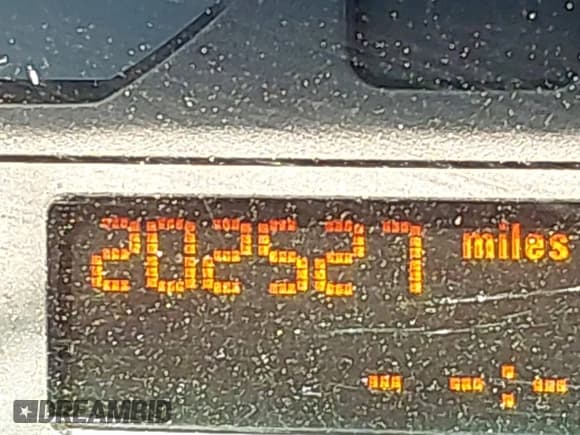 202527 miles
- -:-
DREAMBID